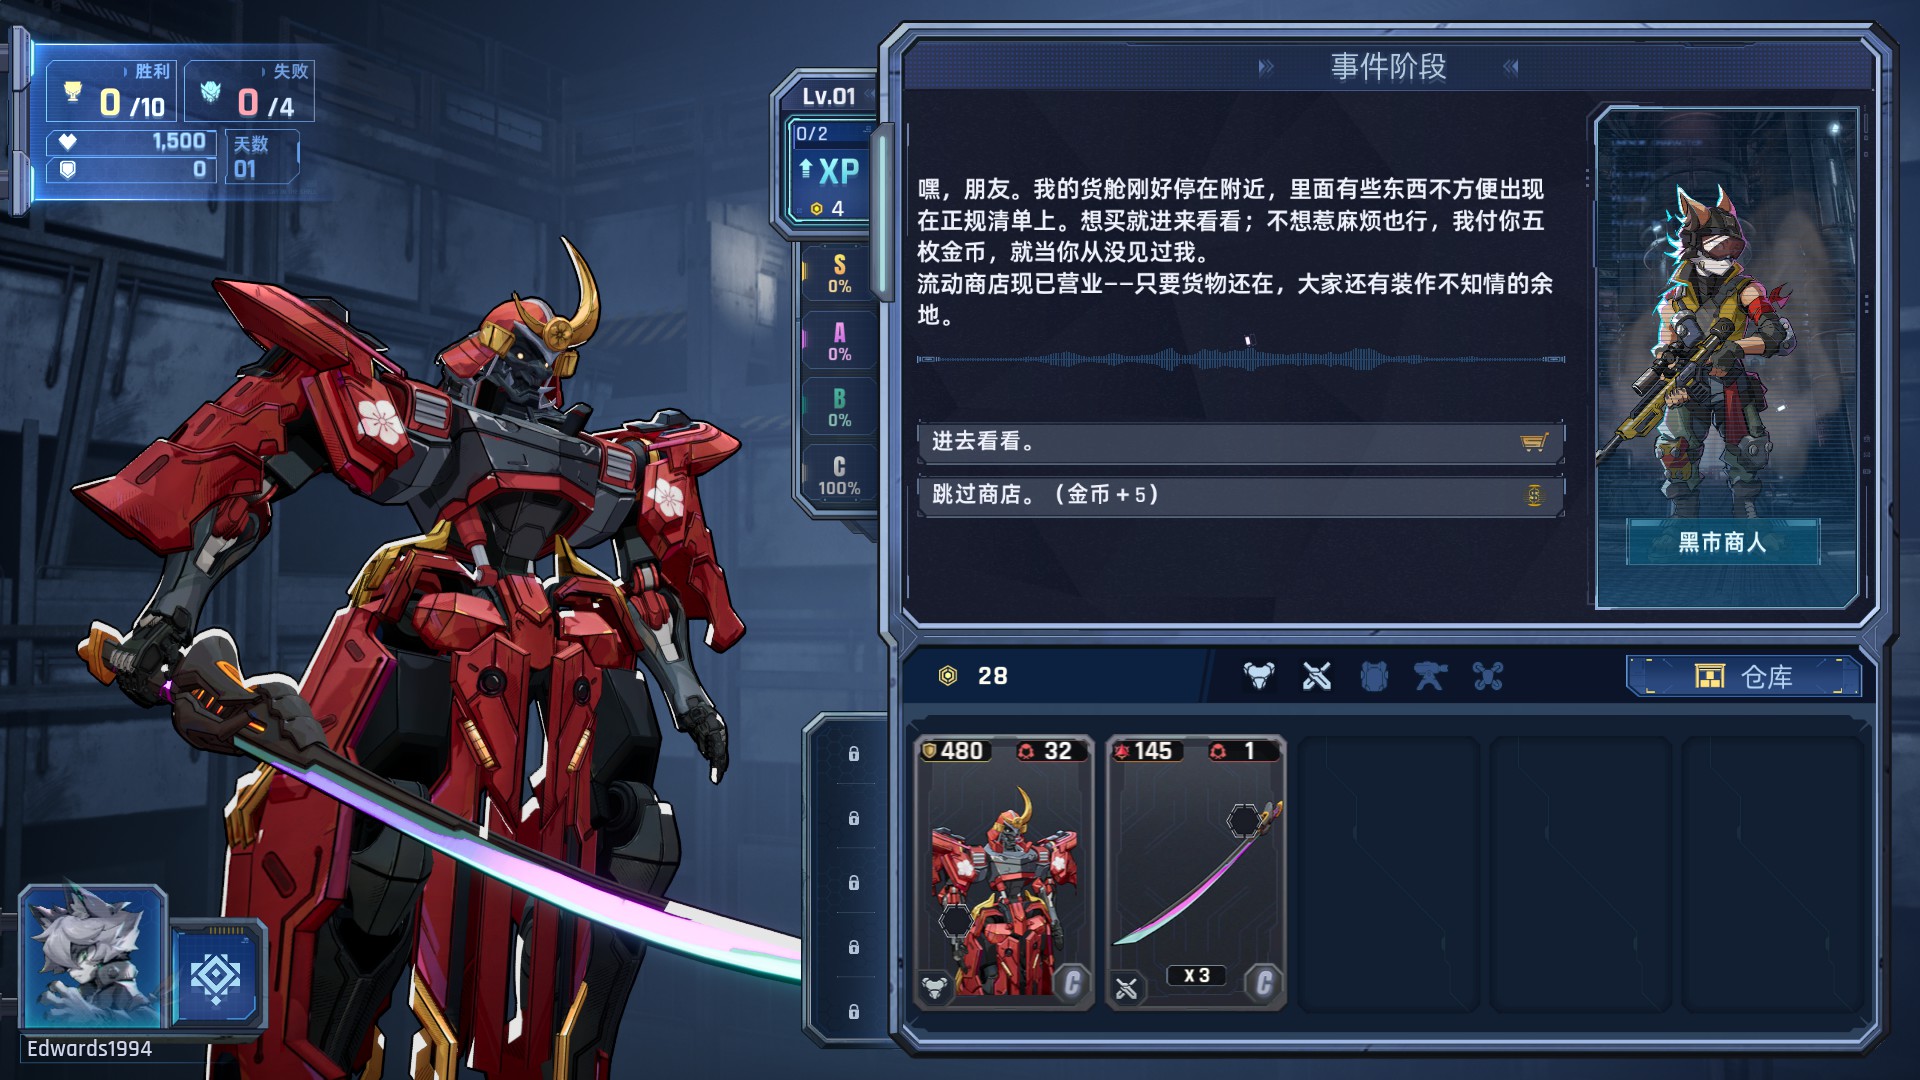 胜利
0 /10
失败
0 /4
1,500
0
天数
01
Lv.01
0/2
XP
4
S
0%
A
0%
B
0%
C
100%
事件阶段
嘿，朋友。我的货舱刚好停在附近，里面有些东西不方便出现
在正规清单上。想买就进来看看；不想惹麻烦也行，我付你五
枚金币，就当你从没见过我。
流动商店现已营业——只要货物还在，大家还有装作不知情的余
地。
进去看看。
跳过商店。（金币+5）
黑市商人
28
仓库
480
32
C
145
1
x3
C
Edwards1994